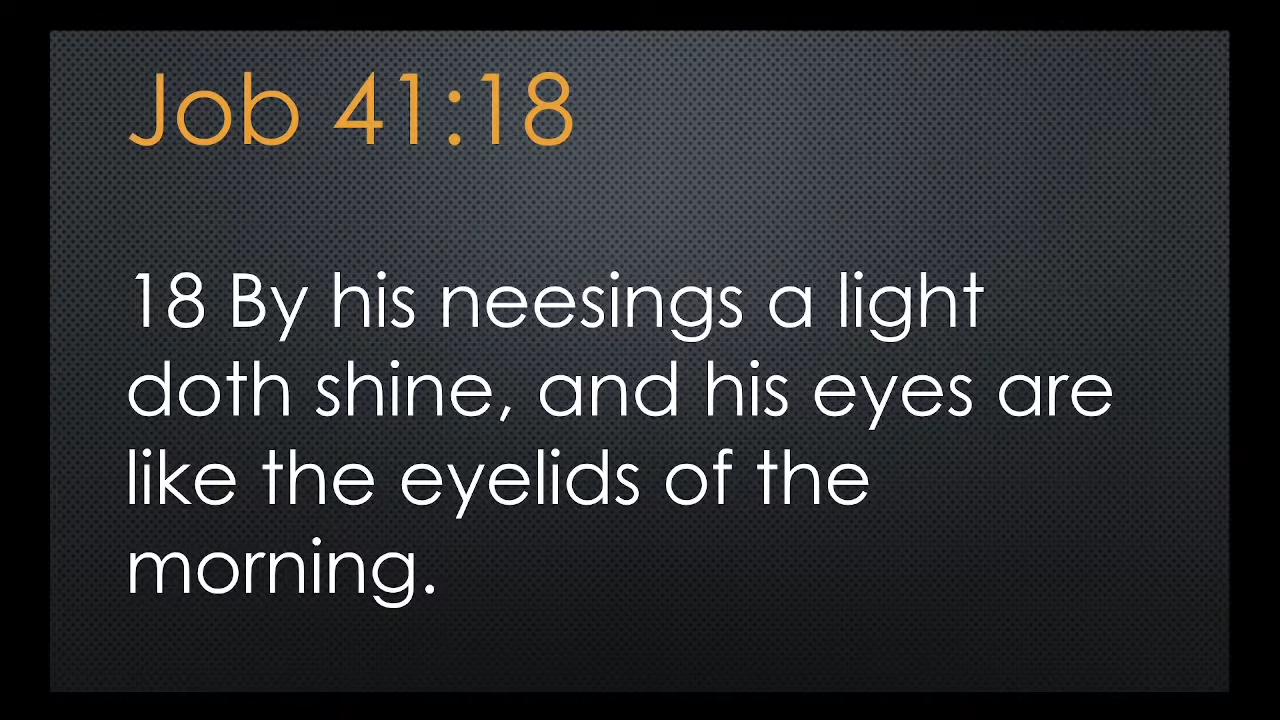 Job 41:18
18 By his neesings a light
doth shine, and his eyes are
like the eyelids of the
morning.